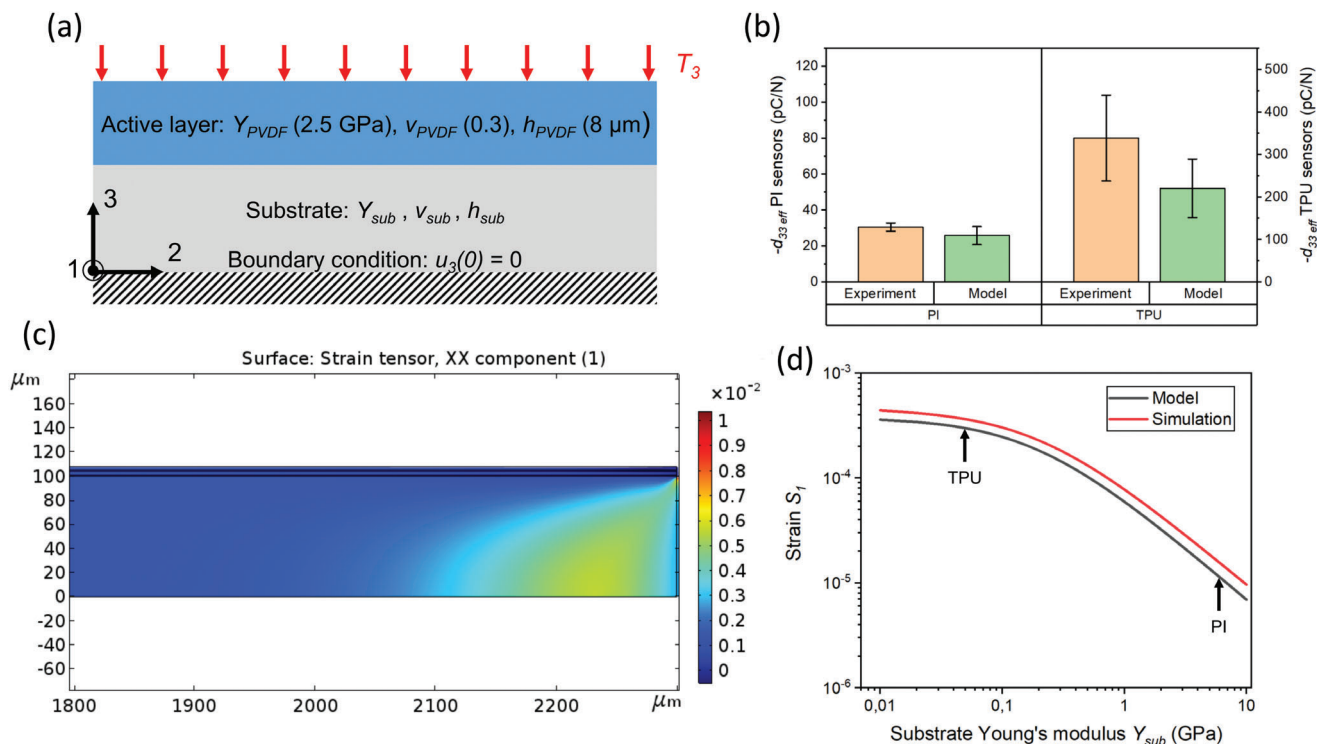 (a)
T3
Active layer: YPVDF (2.5 GPa), vPVDF (0.3), hPVDF (8 μm)
3
Substrate: Ysub , vsub , hsub
Boundary condition: u3(0) = 0
1
2
(b)
-d33 eff PI sensors (pC/N)
120
100
80
60
40
20
0
500
400
300
200
100
0
-d33 eff TPU sensors (pC/N)
Experiment
Model
Experiment
Model
PI
TPU
(c)
Surface: Strain tensor, XX component (1)
μm
160
140
120
100
80
60
40
20
0
-20
-40
-60
1800
1900
2000
2100
2200
μm
×10-2
1
0.9
0.8
0.7
0.6
0.5
0.4
0.3
0.2
0.1
0
(d)
Strain S1
10-3
10-4
10-5
10-6
Model
Simulation
TPU
PI
0,01
0,1
1
10
Substrate Young's modulus Ysub (GPa)